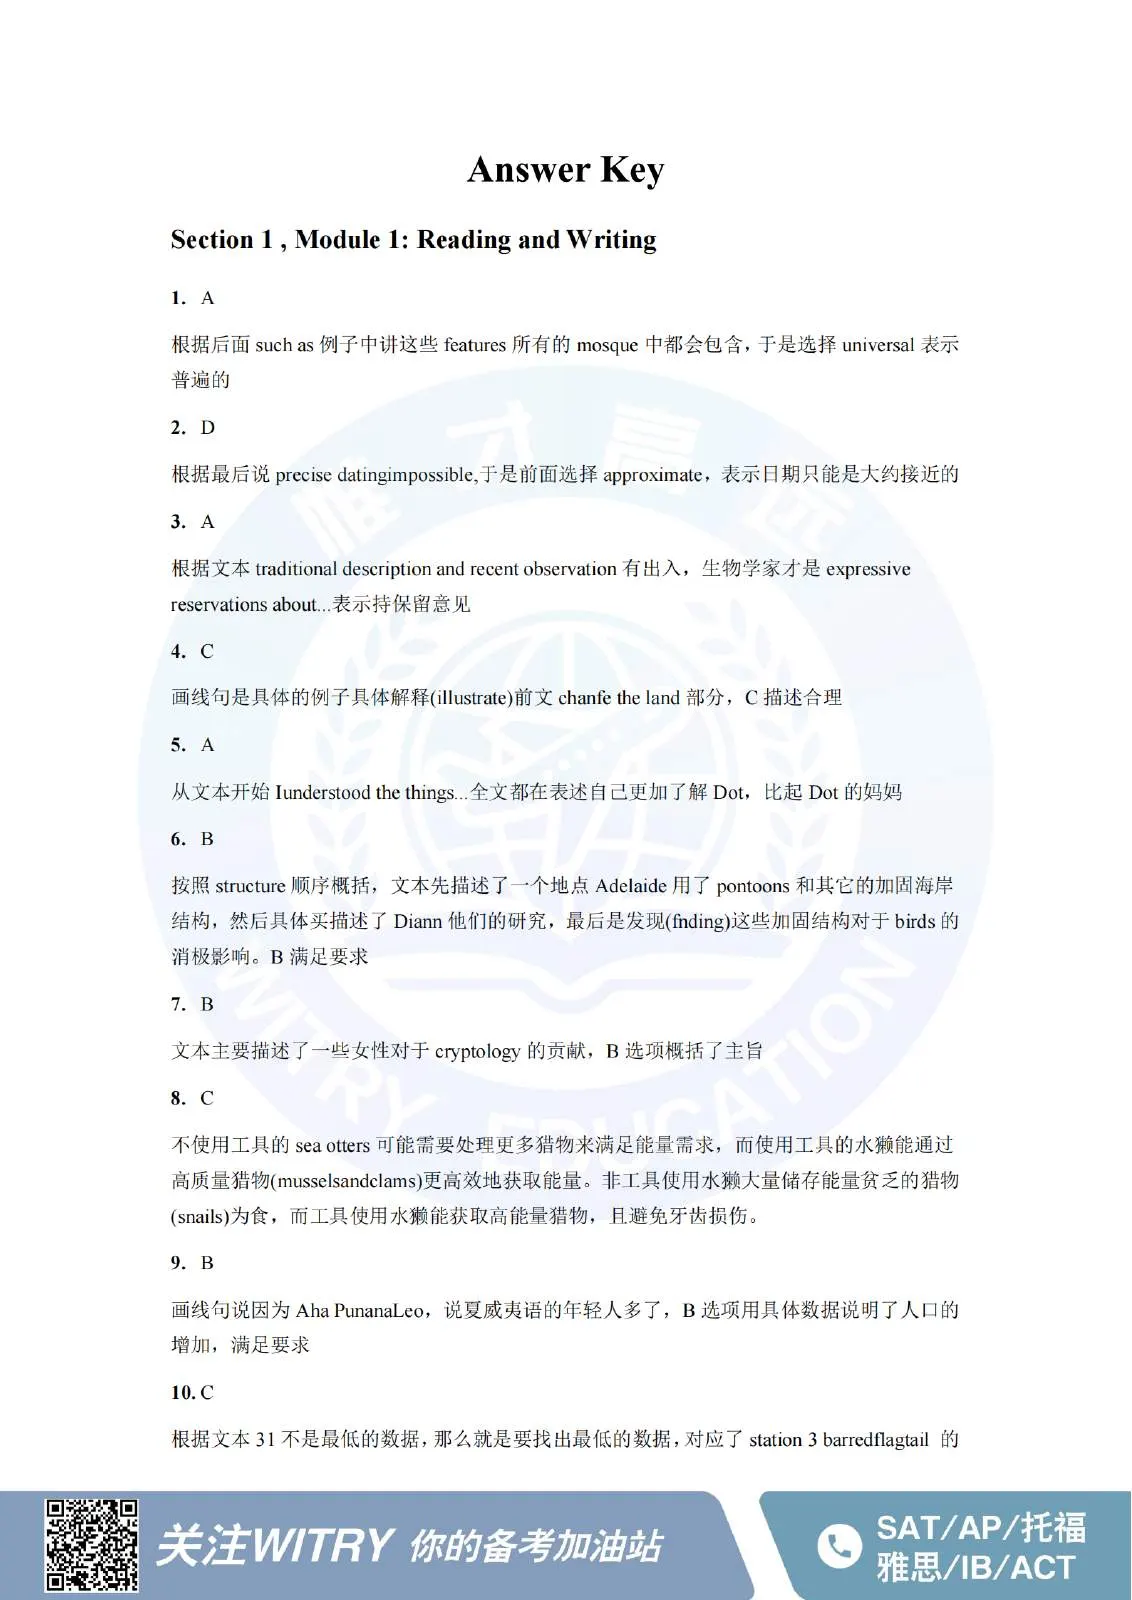 Answer Key
Section 1 , Module 1: Reading and Writing
1. A
根据后面 such as 例子中讲这些 features 所有的 mosque 中都会包含，于是选择 universal 表示
普遍的
2. D
根据最后说 precise datingimpossible,于是前面选择 approximate，表示日期只能是大约接近的
3. A
根据文本 traditional description and recent observation 有出入，生物学家才是 expressive
reservations about...表示持保留意见
4. C
画线句是具体的例子具体解释(illustrate)前文 chanfe the land 部分，C 描述合理
5. A
从文本开始 Iunderstood the things...全文都在表述自己更加了解 Dot，比起 Dot 的妈妈
6. B
按照 structure 顺序概括，文本先描述了一个地点 Adelaide 用了 pontoons 和其它的加固海岸
结构，然后具体买描述了 Diann 他们的研究，最后是发现(fnding)这些加固结构对于 birds 的
消极影响。B 满足要求
7. B
文本主要描述了一些女性对于 cryptology 的贡献，B 选项概括了主旨
8. C
不使用工具的 sea otters 可能需要处理更多猎物来满足能量需求，而使用工具的水獭能通过
高质量猎物(musselsandclams)更高效地获取能量。非工具使用水獭大量储存能量贫乏的猎物
(snails)为食，而工具使用水獭能获取高能量猎物，且避免牙齿损伤。
9. B
画线句说因为 Aha PunanaLeo，说夏威夷语的年轻人多了，B 选项用具体数据说明了人口的
增加，满足要求
10. C
根据文本 31 不是最低的数据，那么就是要找出最低的数据，对应了 station 3 barredflagtail 的
惟才高远
WITRY EDUCATION
关注WITRY 你的备考加油站
SAT/AP/托福
雅思/IB/ACT